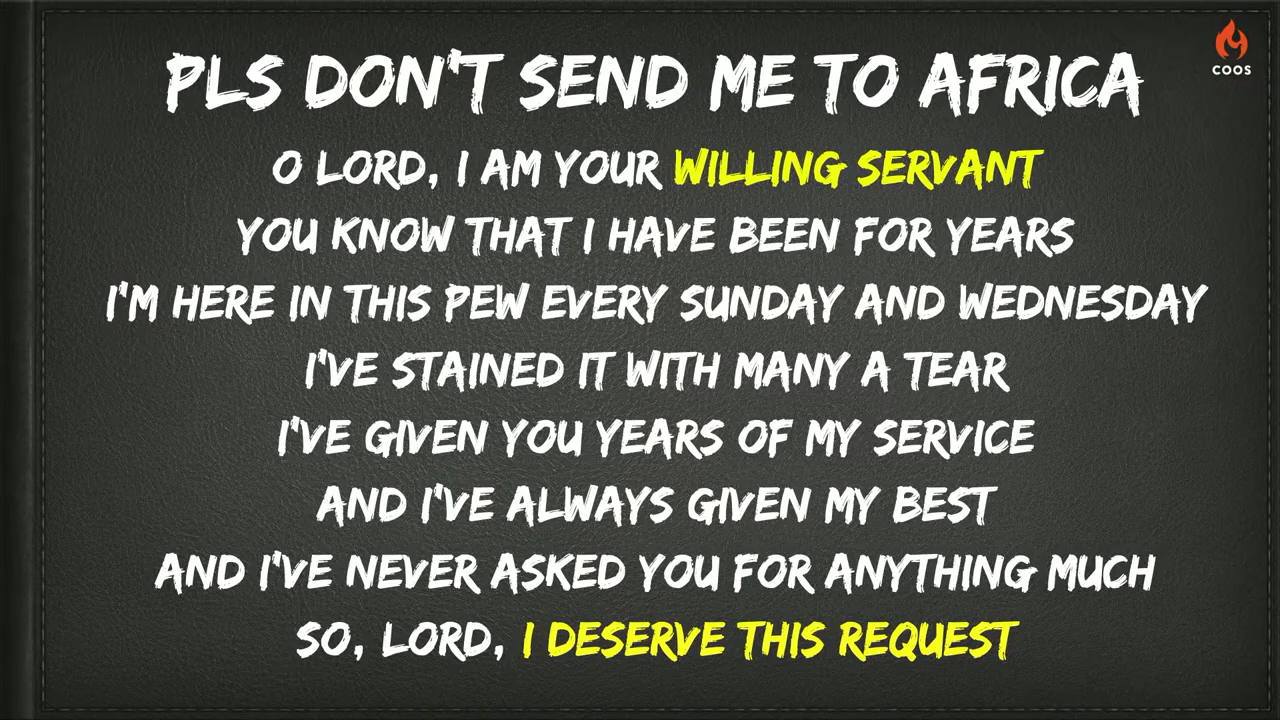 COOS
PLS DON'T SEND ME TO AFRICA
O LORD, I AM YOUR WILLING SERVANT
YOU KNOW THAT I HAVE BEEN FOR YEARS
I'M HERE IN THIS PEW EVERY SUNDAY AND WEDNESDAY
I'VE STAINED IT WITH MANY A TEAR
I'VE GIVEN YOU YEARS OF MY SERVICE
AND I'VE ALWAYS GIVEN MY BEST
AND I'VE NEVER ASKED YOU FOR ANYTHING MUCH
SO, LORD, I DESERVE THIS REQUEST